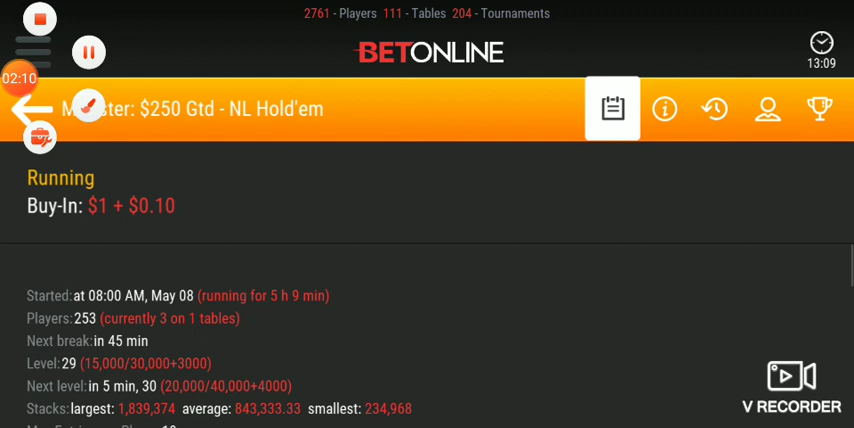 2761 - Players 111 - Tables 204 - Tournaments
BETONLINE
13:09
02:10
$250 Gtd - NL Hold'em
Running
Buy-In: $1 + $0.10
Started: at 08:00 AM, May 08 (running for 5 h 9 min)
Players: 253 (currently 3 on 1 tables)
Next break: in 45 min
Level: 29 (15,000/30,000+3000)
Next level: in 5 min, 30 (20,000/40,000+4000)
Stacks: largest: 1,839,374 average: 843,333.33 smallest: 234,968
V RECORDER